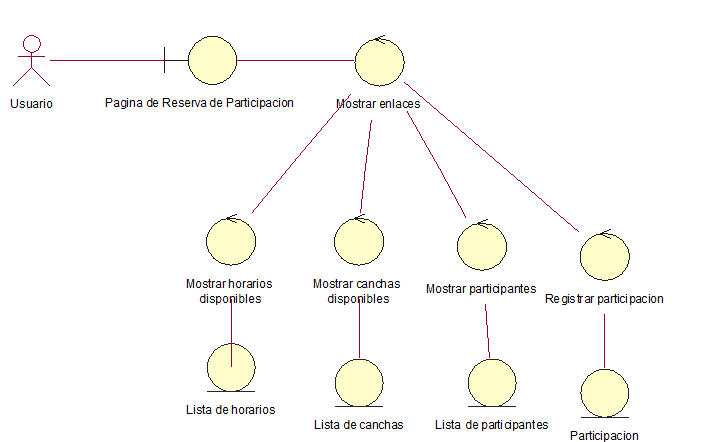 Usuario
Pagina de Reserva de Participacion
Mostrar enlaces
Mostrar horarios
disponibles
Mostrar canchas
disponibles
Mostrar participantes
Registrar participacion
Lista de horarios
Lista de canchas
Lista de participantes
Participacion